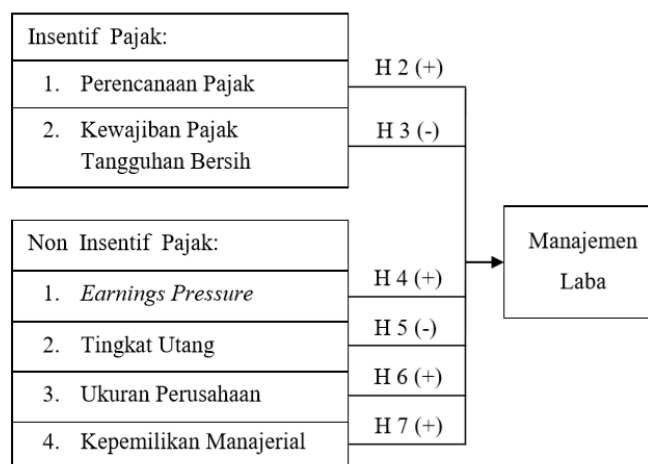 Insentif Pajak:
1. Perencanaan Pajak
H 2 (+)
2. Kewajiban Pajak
Tangguhan Bersih
H 3 (-)
Non Insentif Pajak:
1. Earnings Pressure
H 4 (+)
2. Tingkat Utang
H 5 (-)
3. Ukuran Perusahaan
H 6 (+)
4. Kepemilikan Manajerial
H 7 (+)
Manajemen
Laba